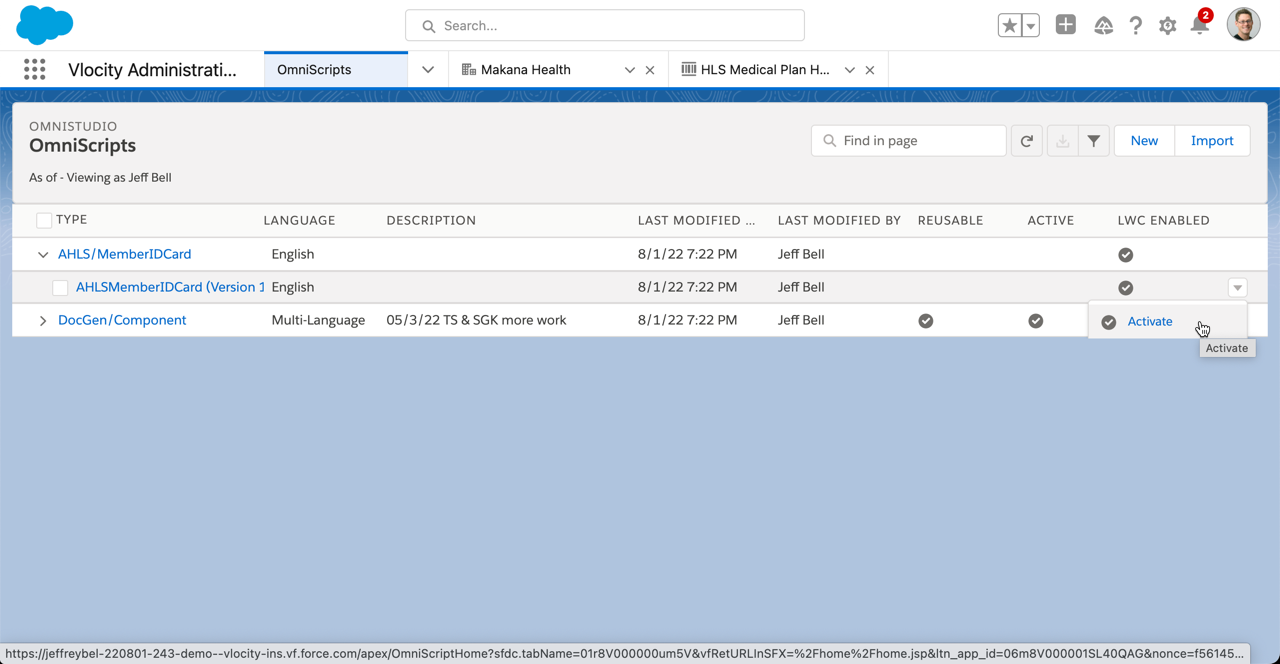 Search...
2
Vlocity Administrati...
OmniScripts
Makana Health
HLS Medical Plan H...
OMNISTUDIO
OmniScripts
As of - Viewing as Jeff Bell
Find in page
New
Import
TYPE LANGUAGE DESCRIPTION LAST MODIFIED ... LAST MODIFIED BY REUSABLE ACTIVE LWC ENABLED
AHLS/MemberIDCard English 8/1/22 7:22 PM Jeff Bell
AHLSMemberIDCard (Version 1 English 8/1/22 7:22 PM Jeff Bell
DocGen/Component Multi-Language 05/3/22 TS & SGK more work 8/1/22 7:22 PM Jeff Bell
Activate
Activate
https://jeffreybel-220801-243-demo--vlocity-ins.vf.force.com/apex/OmniScriptHome?sfdc.tabName=01r8V000000um5V&vfRetURLInSFX=%2Fhome%2Fhome.jsp&ltn_app_id=06m8V000001SL40QAG&nonce=f56145...